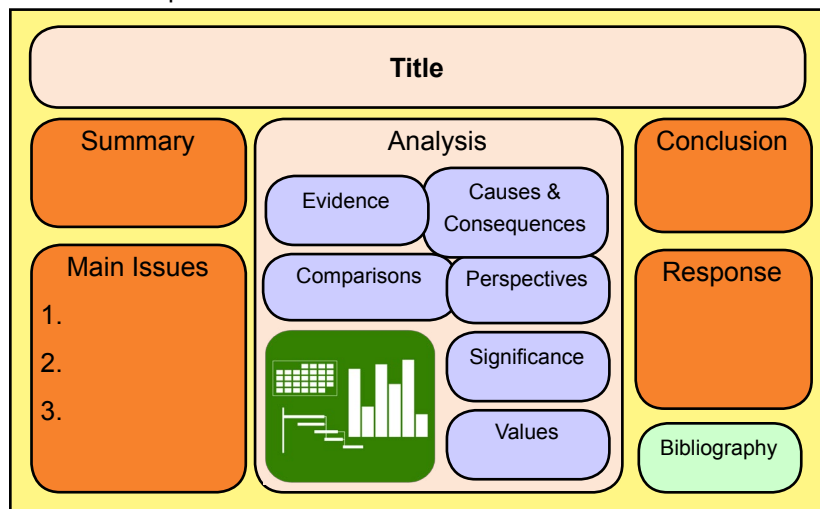 Title
Summary
Main Issues
1.
2.
3.
Analysis
Evidence
Causes &
Consequences
Comparisons
Perspectives
Significance
Values
Conclusion
Response
Bibliography